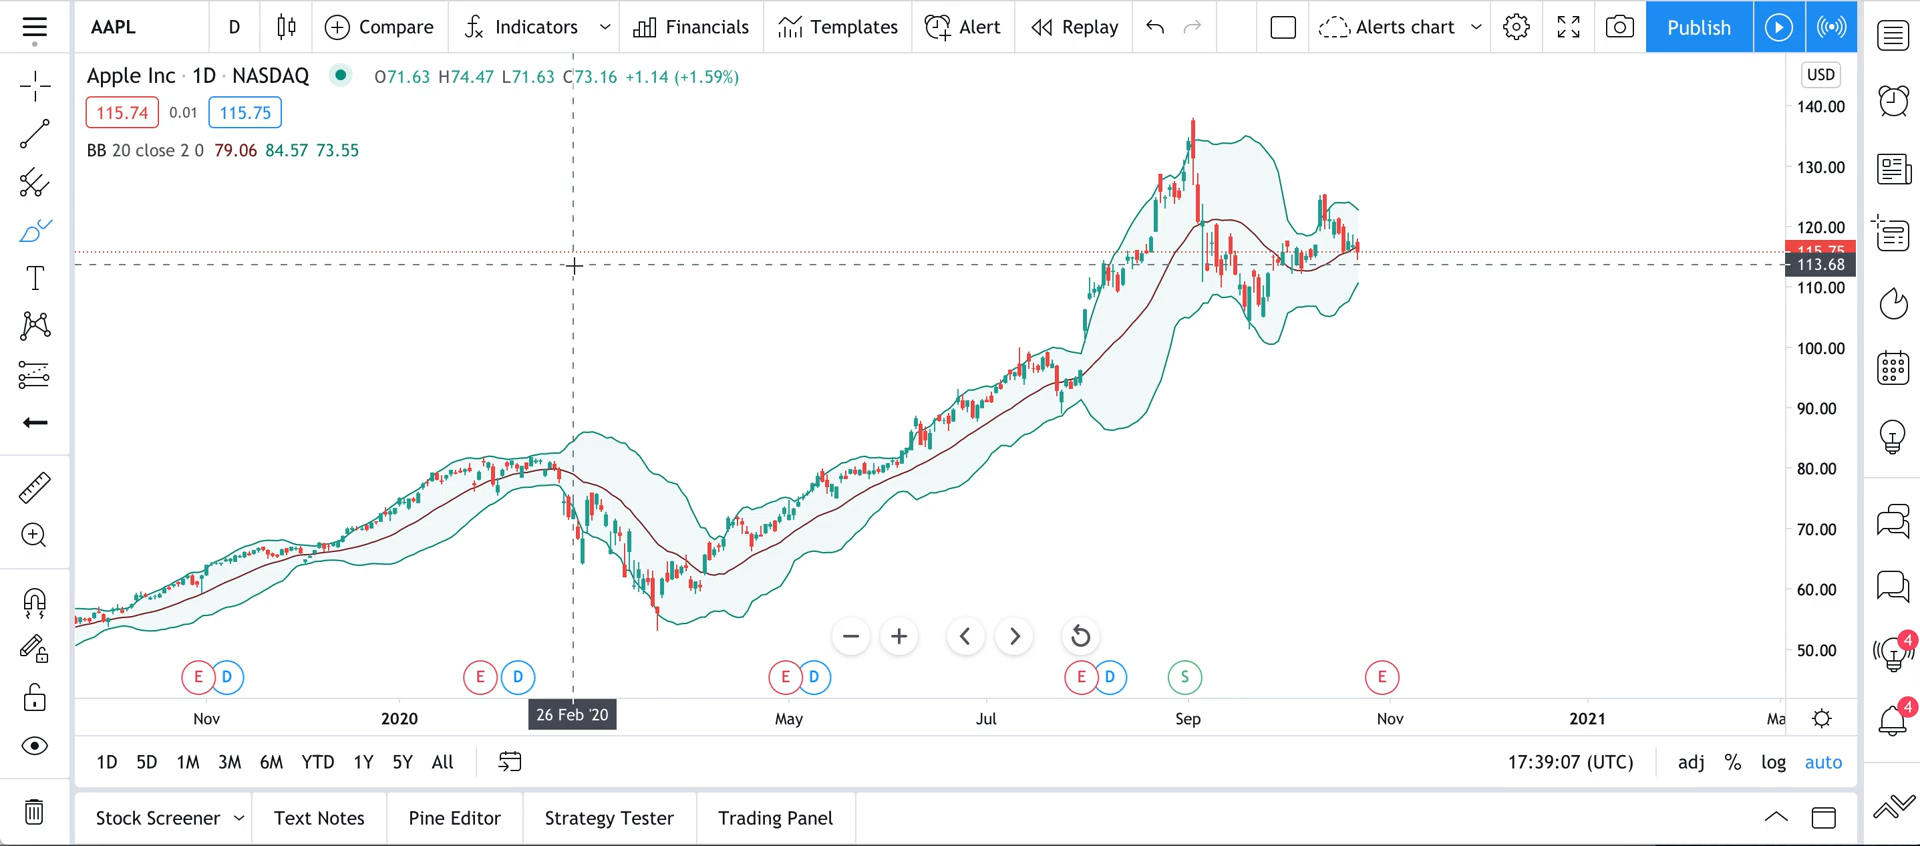 AAPL D Compare Indicators Financials Templates Alert Replay Alerts chart Publish
Apple Inc · 1D · NASDAQ O71.63 H74.47 L71.63 C73.16 +1.14 (+1.59%)
USD
115.74 0.01 115.75
BB 20 close 2 0 79.06 84.57 73.55
140.00
130.00
120.00
115.75
113.68
110.00
100.00
90.00
80.00
70.00
60.00
50.00
E D E D E D E D S E
Nov 2020 26 Feb '20 May Jul Sep Nov 2021
1D 5D 1M 3M 6M YTD 1Y 5Y All 17:39:07 (UTC) adj % log auto
Stock Screener Text Notes Pine Editor Strategy Tester Trading Panel
T
4
4